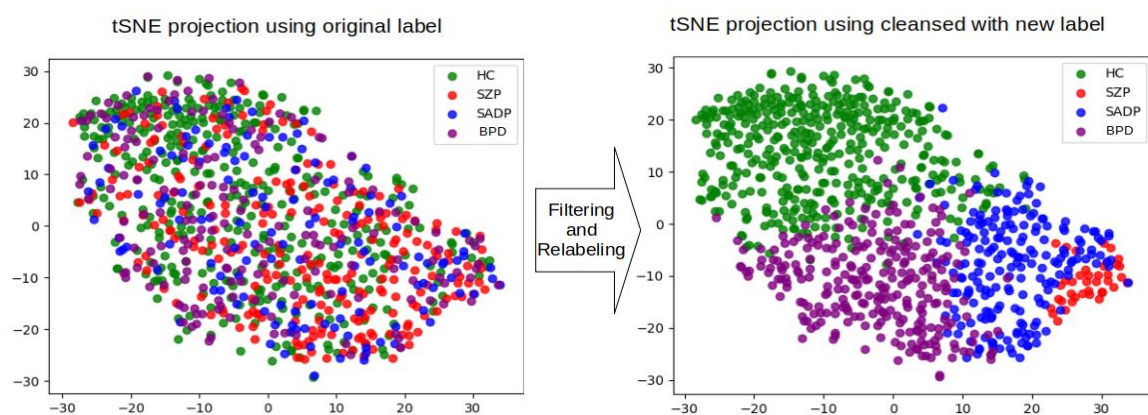 tSNE projection using original label
tSNE projection using cleansed with new label
30
20
10
0
−10
−20
−30
−30
−20
−10
0
10
20
30
HC
SZP
SADP
BPD
Filtering
and
Relabeling
30
20
10
0
−10
−20
−30
−30
−20
−10
0
10
20
30
HC
SZP
SADP
BPD